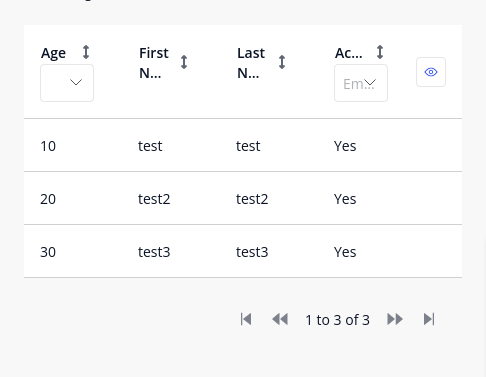 Age
First N...
Last N...
Ac...
Em...
10 test test Yes
20 test2 test2 Yes
30 test3 test3 Yes
1 to 3 of 3